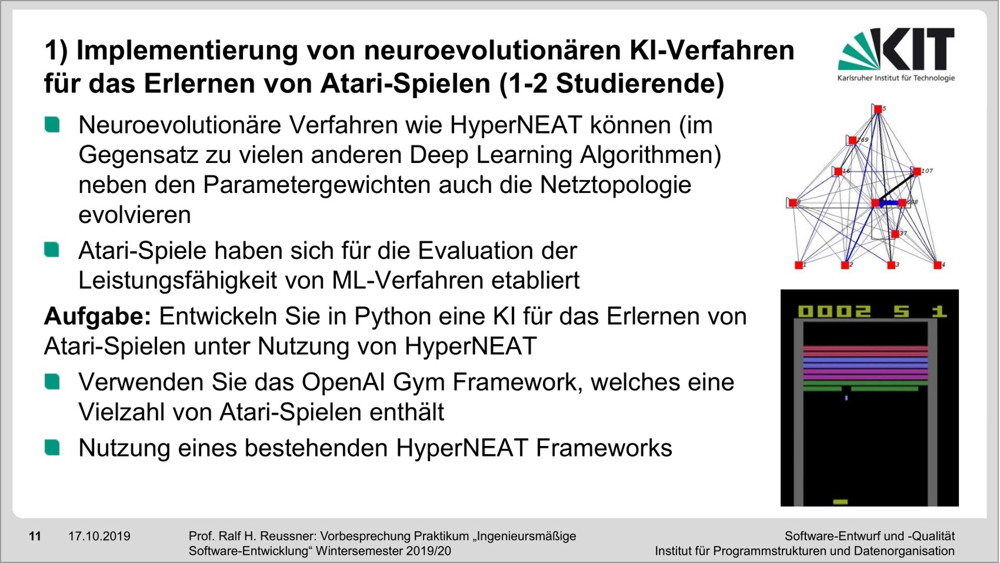 1) Implementierung von neuroevolutionären KI-Verfahren
für das Erlernen von Atari-Spielen (1-2 Studierende)
KIT
Karlsruher Institut für Technologie
Neuroevolutionäre Verfahren wie HyperNEAT können (im
Gegensatz zu vielen anderen Deep Learning Algorithmen)
neben den Parametergewichten auch die Netztopologie
evolvieren
Atari-Spiele haben sich für die Evaluation der
Leistungsfähigkeit von ML-Verfahren etabliert
Aufgabe: Entwickeln Sie in Python eine KI für das Erlernen von
Atari-Spielen unter Nutzung von HyperNEAT
Verwenden Sie das OpenAI Gym Framework, welches eine
Vielzahl von Atari-Spielen enthält
Nutzung eines bestehenden HyperNEAT Frameworks
5
269
16 107
8 638
37
1 2 3 4
0002 5 1
11 17.10.2019 Prof. Ralf H. Reussner: Vorbesprechung Praktikum „Ingenieursmäßige
Software-Entwicklung“ Wintersemester 2019/20
Software-Entwurf und -Qualität
Institut für Programmstrukturen und Datenorganisation